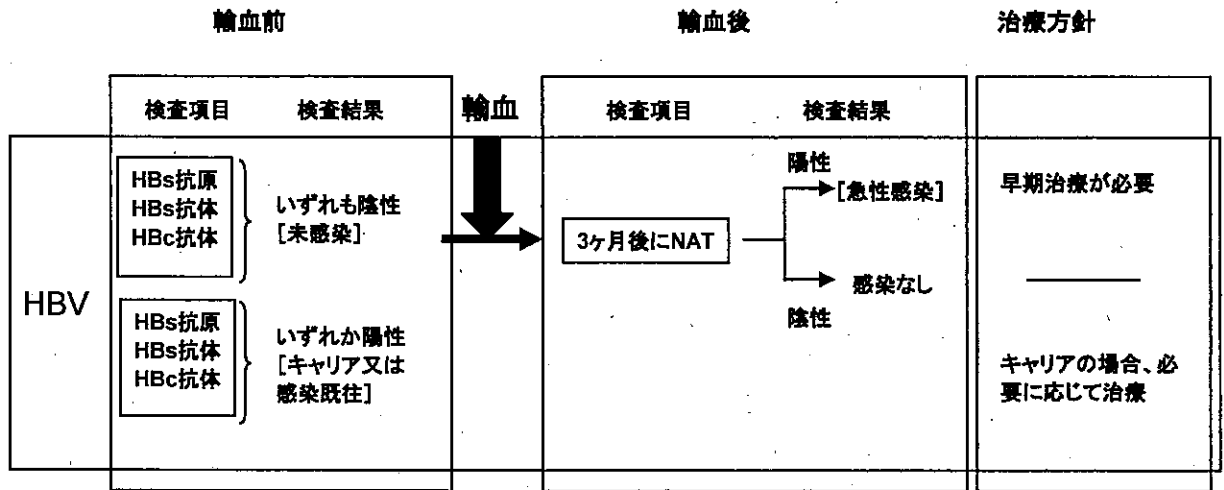 輸血前
輸血後
治療方針
検査項目
検査結果
輸血
検査項目
検査結果
HBV
HBs抗原
HBs抗体
HBc抗体
いずれも陰性
[未感染]
3ヶ月後にNAT
陽性
[急性感染]
感染なし
陰性
早期治療が必要
HBs抗原
HBs抗体
HBc抗体
いずれか陽性
[キャリア又は
感染既往]
キャリアの場合、必
要に応じて治療